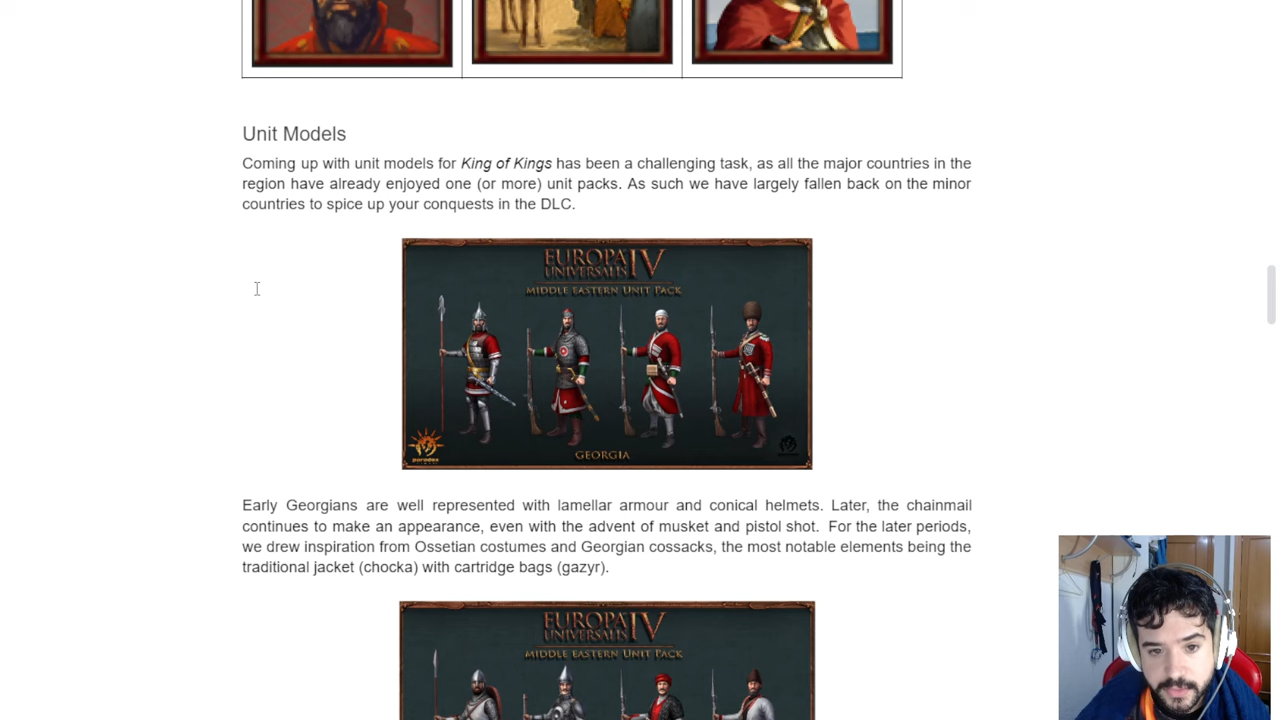 Unit Models
Coming up with unit models for King of Kings has been a challenging task, as all the major countries in the
region have already enjoyed one (or more) unit packs. As such we have largely fallen back on the minor
countries to spice up your conquests in the DLC.
EUROPA
UNIVERSALIS IV
MIDDLE EASTERN UNIT PACK
paradox
GEORGIA
Early Georgians are well represented with lamellar armour and conical helmets. Later, the chainmail
continues to make an appearance, even with the advent of musket and pistol shot. For the later periods,
we drew inspiration from Ossetian costumes and Georgian cossacks, the most notable elements being the
traditional jacket (chocka) with cartridge bags (gazyr).
EUROPA
UNIVERSALIS IV
MIDDLE EASTERN UNIT PACK